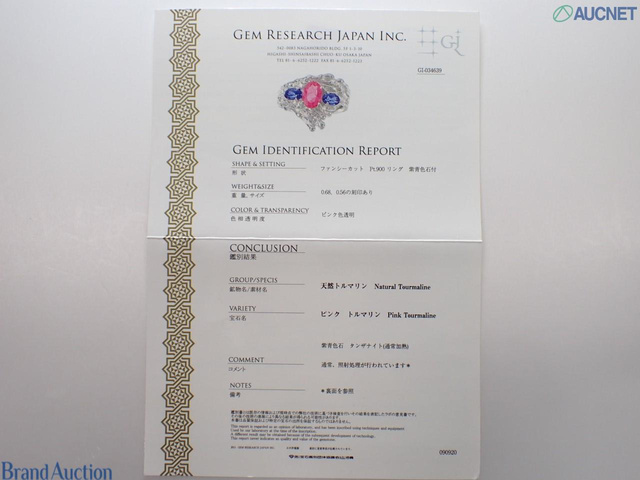 AUCNET
GEM RESEARCH JAPAN INC.
GIJ
GI-034639
GEM IDENTIFICATION REPORT
SHAPE & SETTING
形 状
ファンシーカット Pt.900 リング 紫青色石付
WEIGHT&SIZE
重 量, サイズ
0.68, 0.56の刻印あり
COLOR & TRANSPARENCY
色 相 透 明 度
ピンク色透明
CONCLUSION
鑑別結果
GROUP/SPECIS
鉱物名/素材名
天然トルマリン Natural Tourmaline
VARIETY
宝石名
ピンク トルマリン Pink Tourmaline
紫青色石 タンザナイト(通常加熱)
COMMENT
コメント
通常、照射処理が行われています*
NOTES
備考
*裏面を参照
090920
Brand Auction